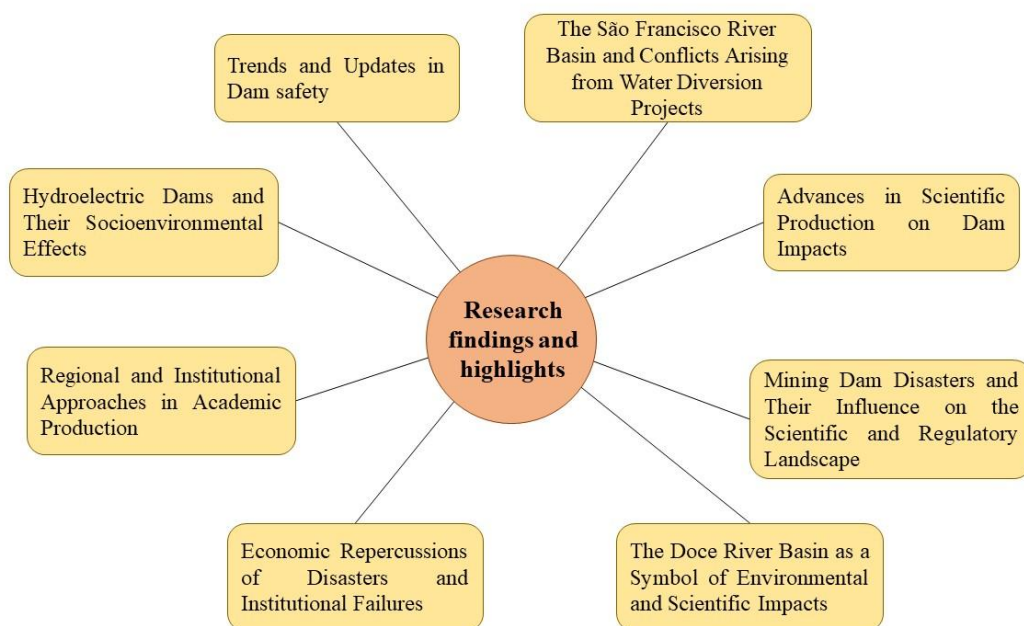 The São Francisco River
Basin and Conflicts Arising
from Water Diversion
Projects
Trends and Updates in
Dam safety
Hydroelectric Dams and
Their Socioenvironmental
Effects
Advances in Scientific
Production on Dam
Impacts
Research
findings and
highlights
Regional and Institutional
Approaches in Academic
Production
Mining Dam Disasters and
Their Influence on the
Scientific and Regulatory
Landscape
Economic Repercussions
of Disasters and
Institutional Failures
The Doce River Basin as a
Symbol of Environmental
and Scientific Impacts